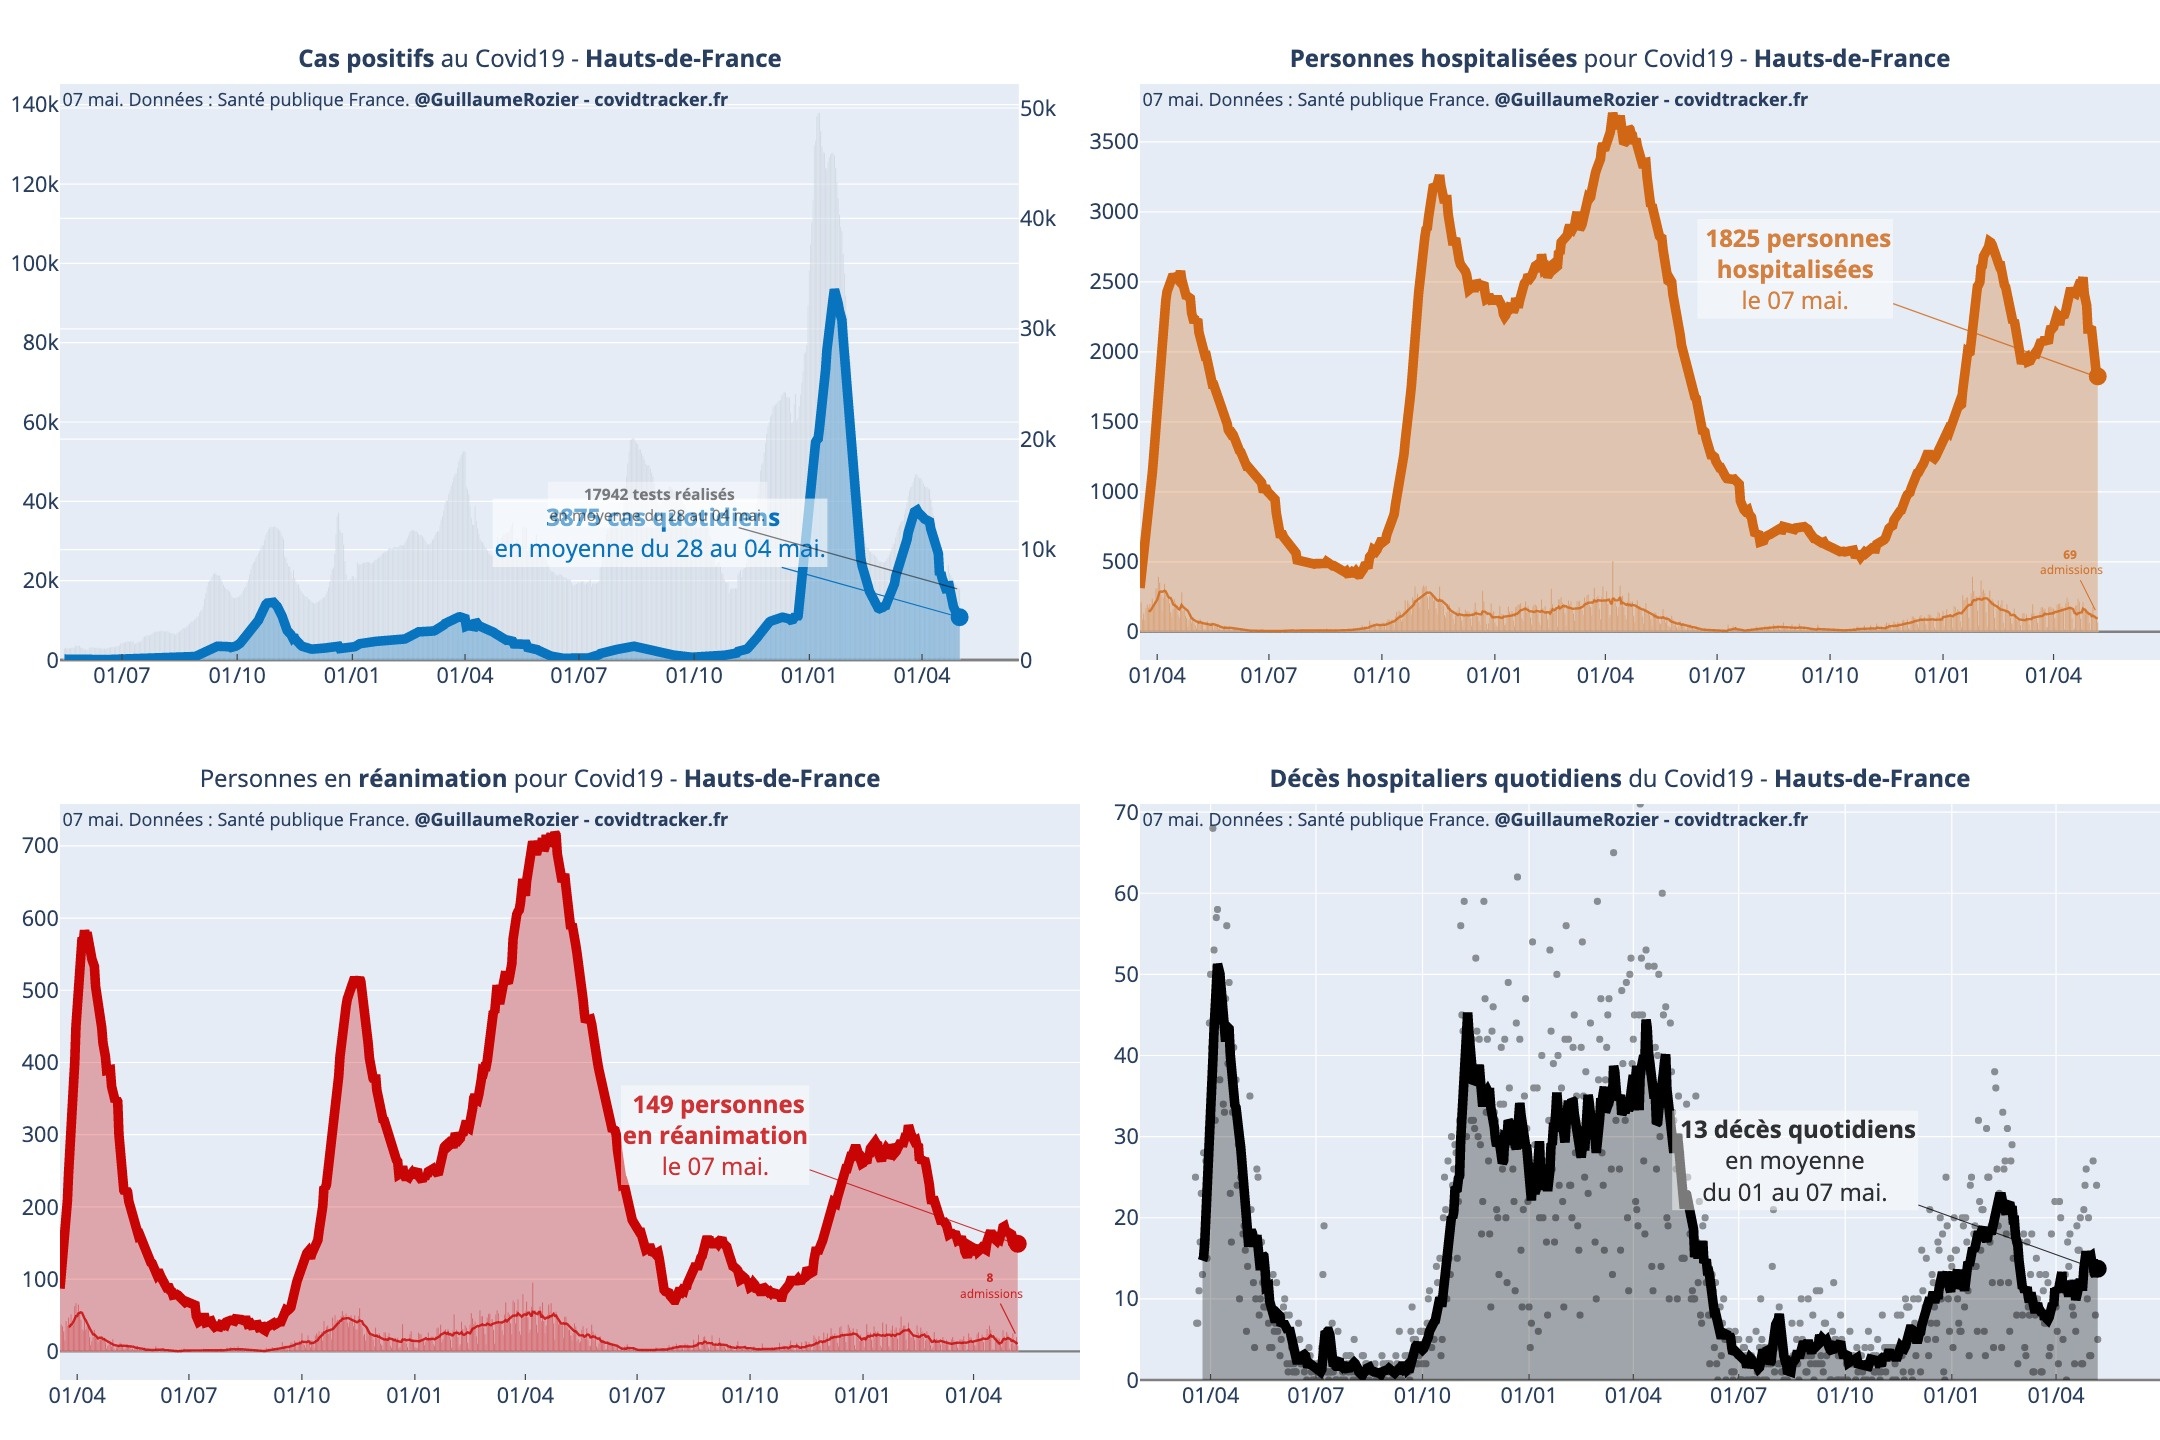 Cas positifs au Covid19 - Hauts-de-France
07 mai. Données : Santé publique France. @GuillaumeRozier - covidtracker.fr
140k
120k
100k
80k
60k
40k
20k
0
50k
40k
30k
20k
10k
0
17942 tests réalisés
en moyenne du 28 au 04 mai.
3875 cas quotidiens
en moyenne du 28 au 04 mai.
01/07 01/10 01/01 01/04 01/07 01/10 01/01 01/04
Personnes hospitalisées pour Covid19 - Hauts-de-France
07 mai. Données : Santé publique France. @GuillaumeRozier - covidtracker.fr
3500
3000
2500
2000
1500
1000
500
0
1825 personnes
hospitalisées
le 07 mai.
69
admissions
01/04 01/07 01/10 01/01 01/04 01/07 01/10 01/01 01/04
Personnes en réanimation pour Covid19 - Hauts-de-France
07 mai. Données : Santé publique France. @GuillaumeRozier - covidtracker.fr
700
600
500
400
300
200
100
0
149 personnes
en réanimation
le 07 mai.
8
admissions
01/04 01/07 01/10 01/01 01/04 01/07 01/10 01/01 01/04
Décès hospitaliers quotidiens du Covid19 - Hauts-de-France
07 mai. Données : Santé publique France. @GuillaumeRozier - covidtracker.fr
70
60
50
40
30
20
10
0
13 décès quotidiens
en moyenne
du 01 au 07 mai.
01/04 01/07 01/10 01/01 01/04 01/07 01/10 01/01 01/04